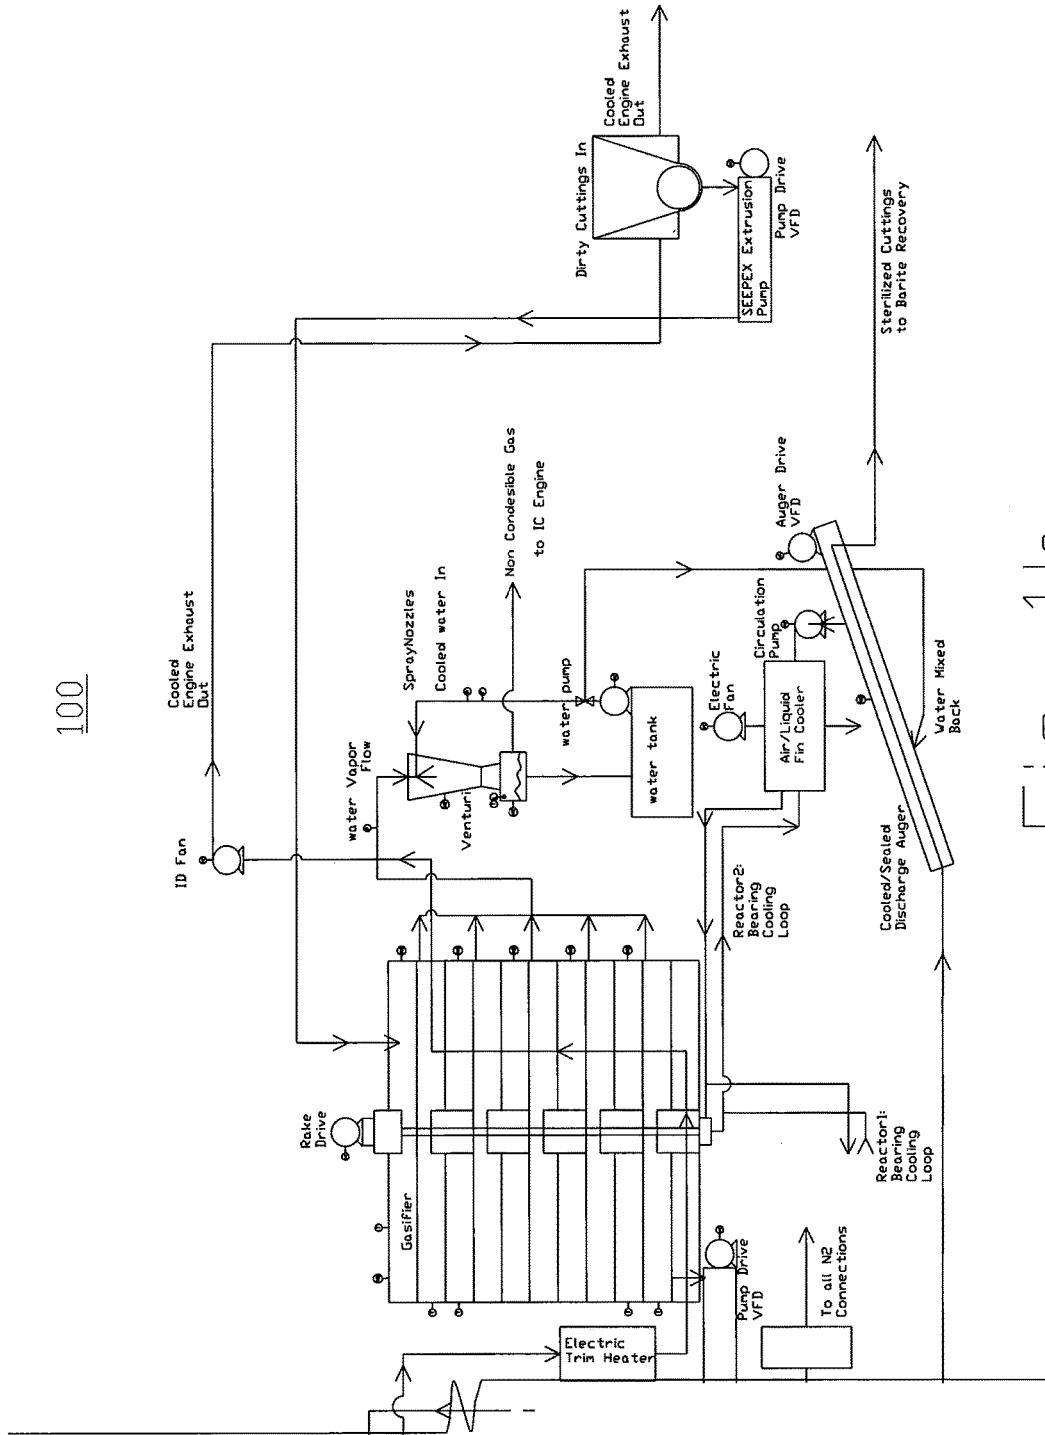 100
Cooled
Engine Exhaust
Out
Dirty Cuttings In
Cooled
Engine Exhaust
Out
SEEPEX Extrusion
Pump
Pump Drive
VFD
ID Fan
water Vapor
Flow
SprayNozzles
Cooled water In
Non Condesible Gas
to IC Engine
Venturi
water pump
water tank
Rake
Drive
Gasifier
Electric
Fan
Circulation
Pump
Air/Liquid
Fin Cooler
Auger Drive
VFD
Sterilized Cuttings
to Barite Recovery
Water Mixed
Back
Cooled/Sealed
Discharge Auger
Reactor2:
Bearing
Cooling
Loop
Reactor1:
Bearing
Cooling
Loop
Electric
Trim Heater
Pump Drive
VFD
To all N2
Connections